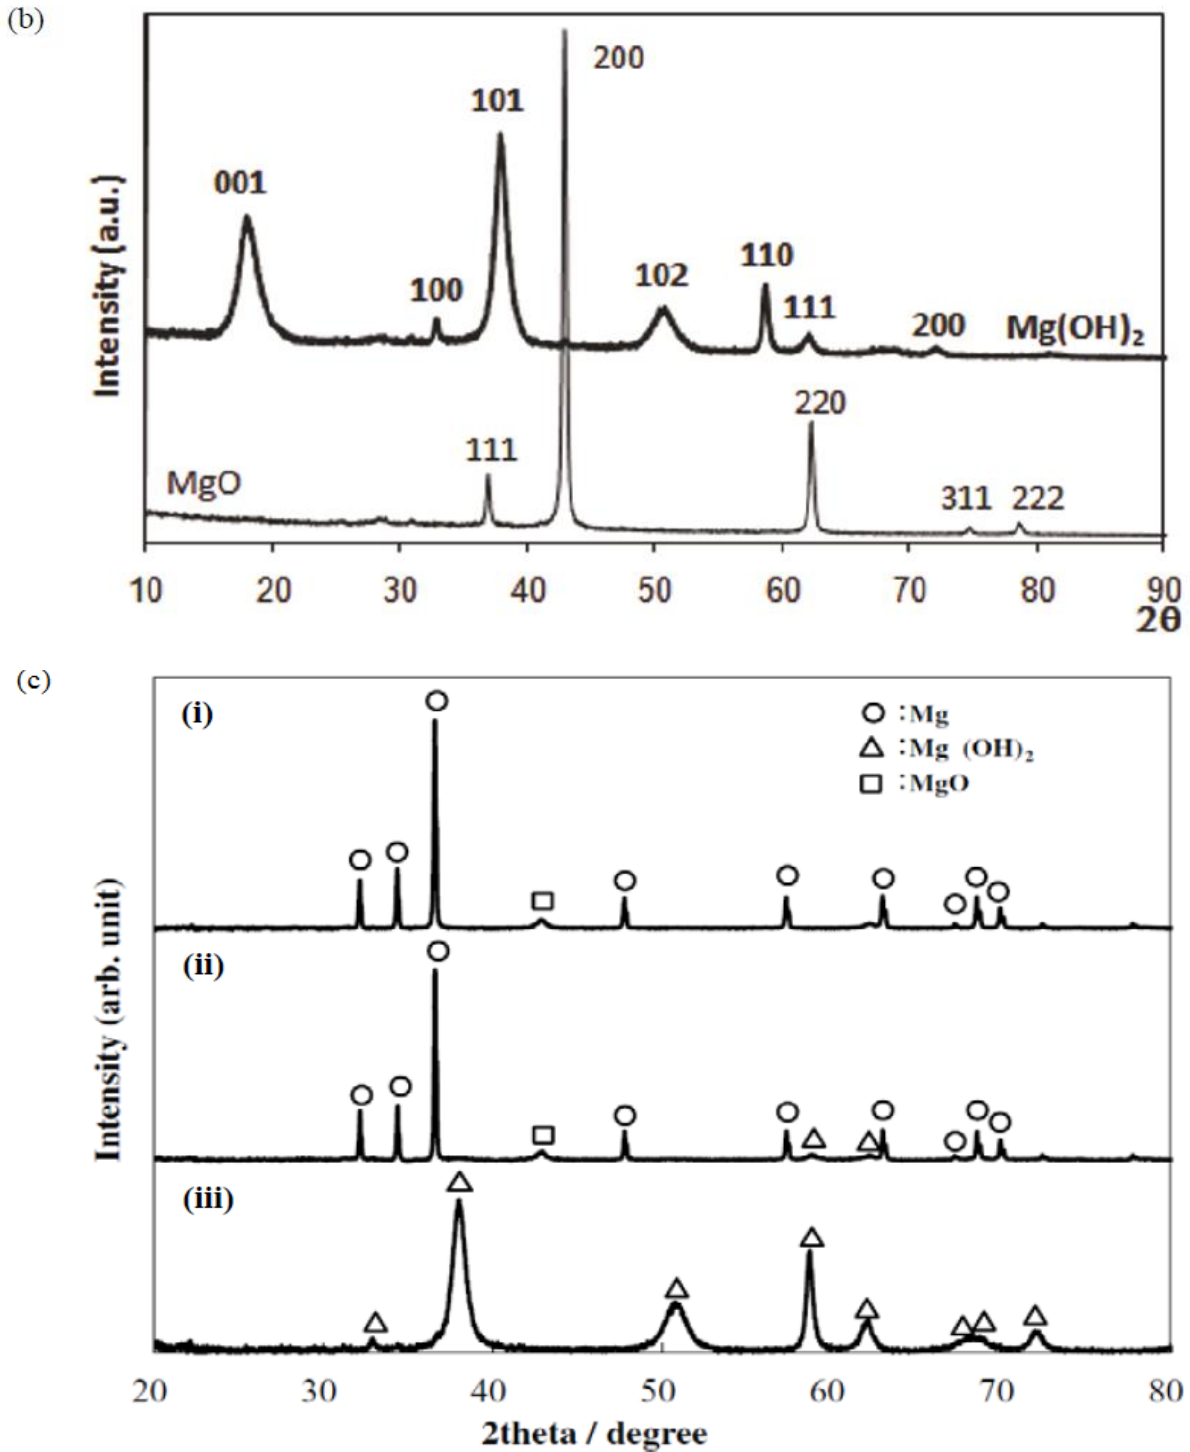 (b)
200
101
001
110
102
100
111
200
Mg(OH)2
Intensity (a.u.)
220
111
MgO
311
222
10 20 30 40 50 60 70 80 90
2θ
(c)
(i)
○ :Mg
△ :Mg (OH)2
□ :MgO
(ii)
Intensity (arb. unit)
(iii)
20 30 40 50 60 70 80
2theta / degree